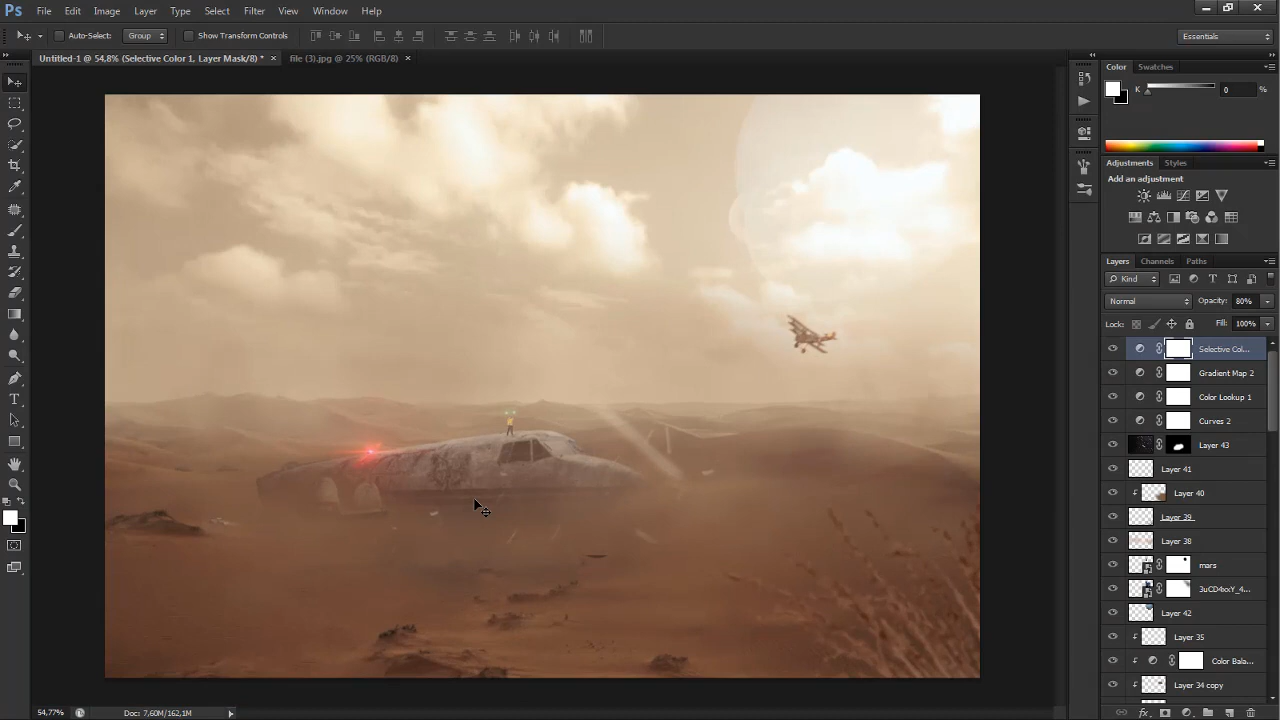 Ps File Edit Image Layer Type Select Filter View Window Help
Auto-Select: Group Show Transform Controls Essentials
Untitled-1 @ 54,8% (Selective Color 1, Layer Mask/8) * × file (3).jpg @ 25% (RGB/8) ×
Color Swatches
K 0 %
Adjustments Styles
Add an adjustment
Layers Channels Paths
Kind
Normal Opacity: 80%
Lock: Fill: 100%
Selective Col...
Gradient Map 2
Color Lookup 1
Curves 2
Layer 43
Layer 41
Layer 40
Layer 39
Layer 38
mars
3uCD4xxY_4...
Layer 42
Layer 35
Color Bala...
Layer 34 copy
54,77% Doc: 7,60M/162,1M